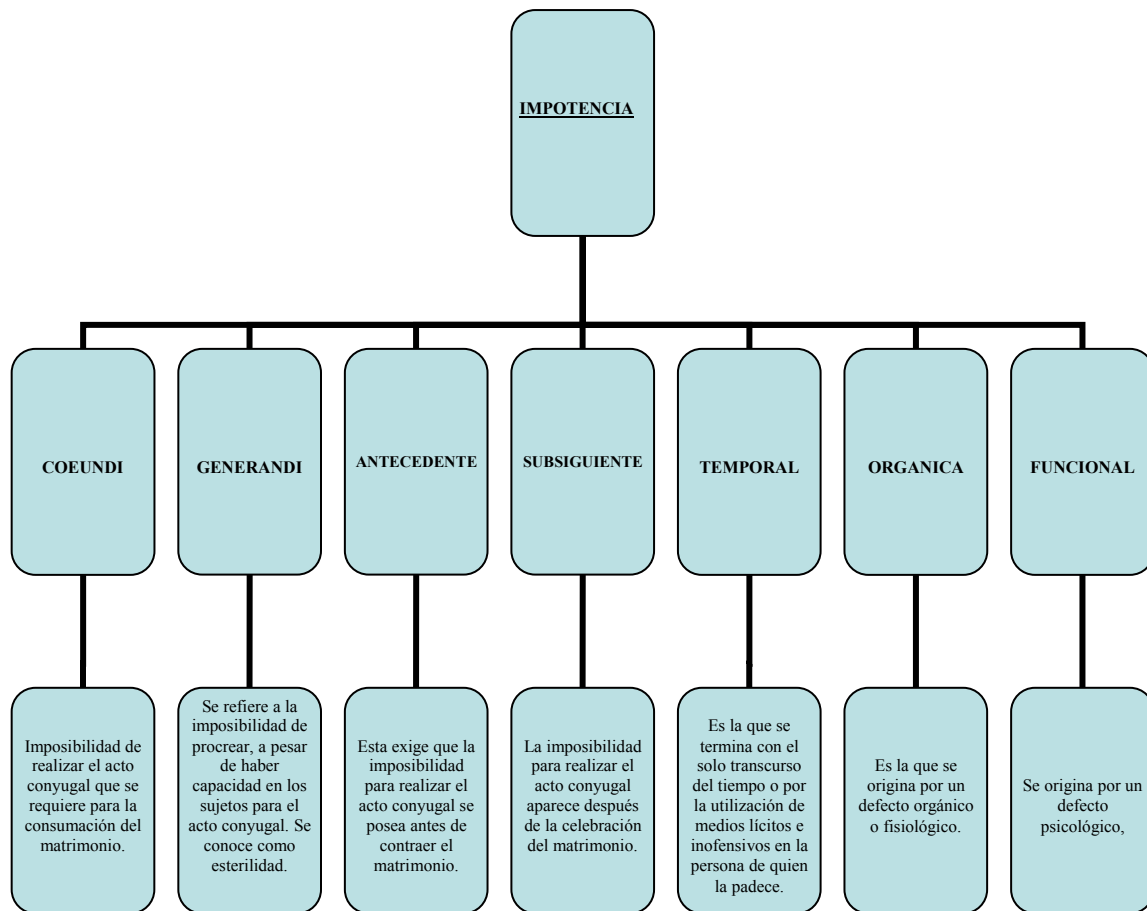 IMPOTENCIA
COEUNDI
GENERANDI
ANTECEDENTE
SUBSIGUIENTE
TEMPORAL
ORGANICA
FUNCIONAL
Imposibilidad de
realizar el acto
conyugal que se
requiere para la
consumación del
matrimonio.
Se refiere a la
imposibilidad de
procrear, a pesar
de haber
capacidad en los
sujetos para el
acto conyugal. Se
conoce como
esterilidad.
Esta exige que la
imposibilidad
para realizar el
acto conyugal se
posea antes de
contraer el
matrimonio.
La imposibilidad
para realizar el
acto conyugal
aparece después
de la celebración
del matrimonio.
Es la que se
termina con el
solo transcurso
del tiempo o por
la utilización de
medios lícitos e
inofensivos en la
persona de quien
la padece.
Es la que se
origina por un
defecto orgánico
o fisiológico.
Se origina por un
defecto
psicológico,